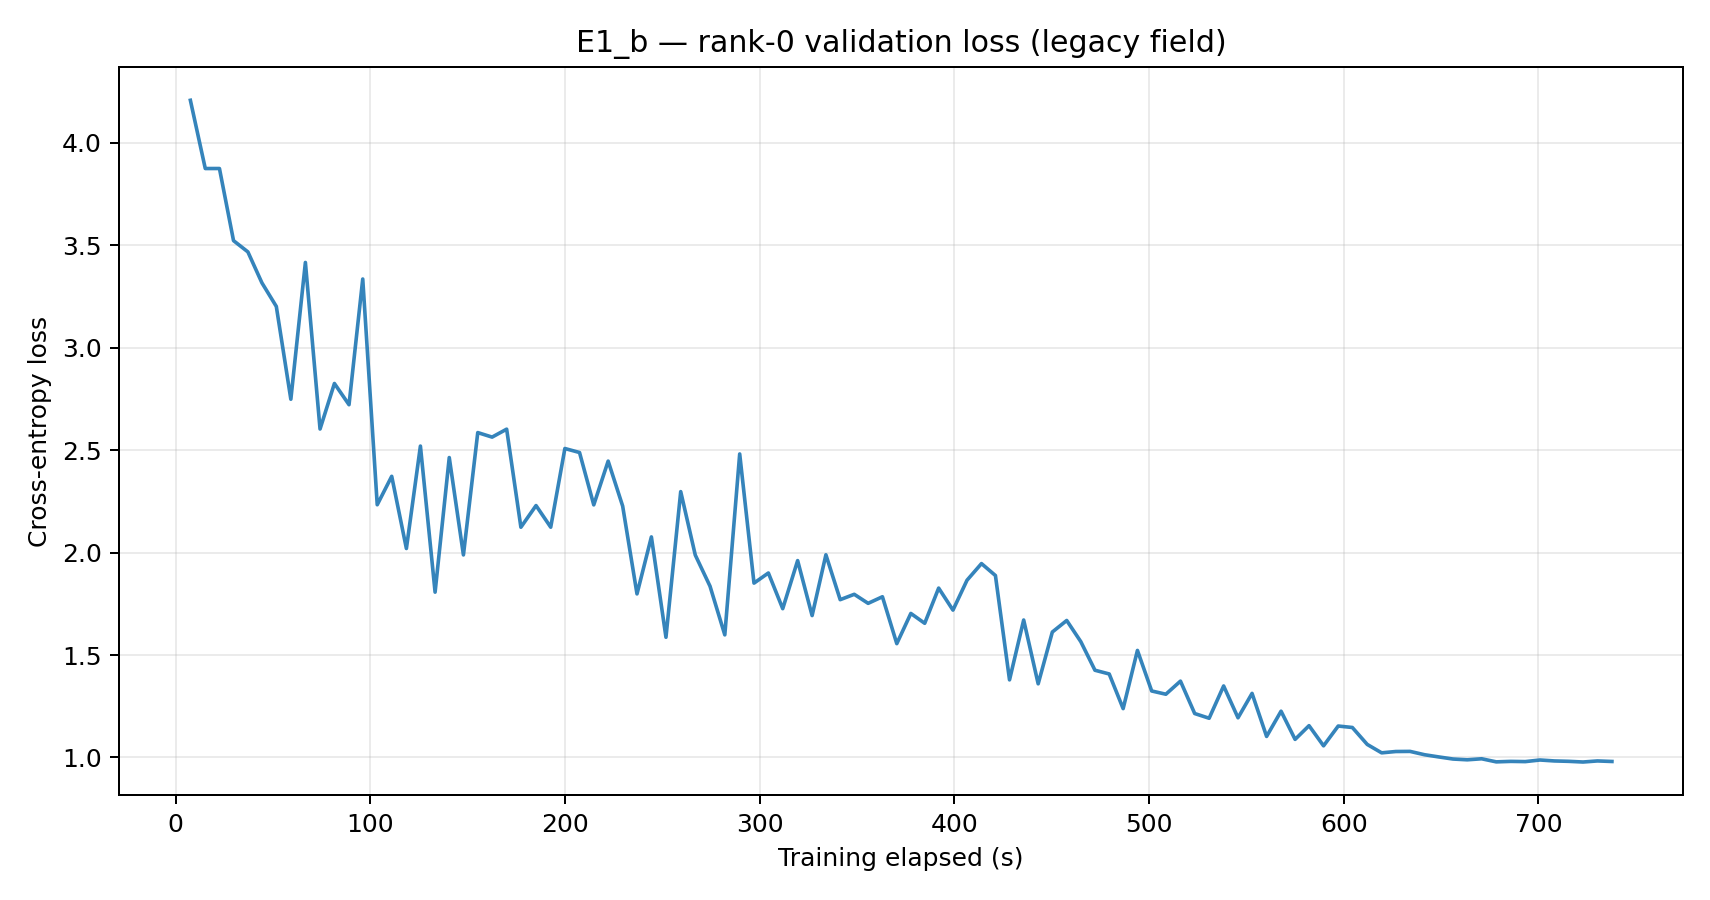 E1_b — rank-0 validation loss (legacy field)
Cross-entropy loss
4.0
3.5
3.0
2.5
2.0
1.5
1.0
0 100 200 300 400 500 600 700
Training elapsed (s)